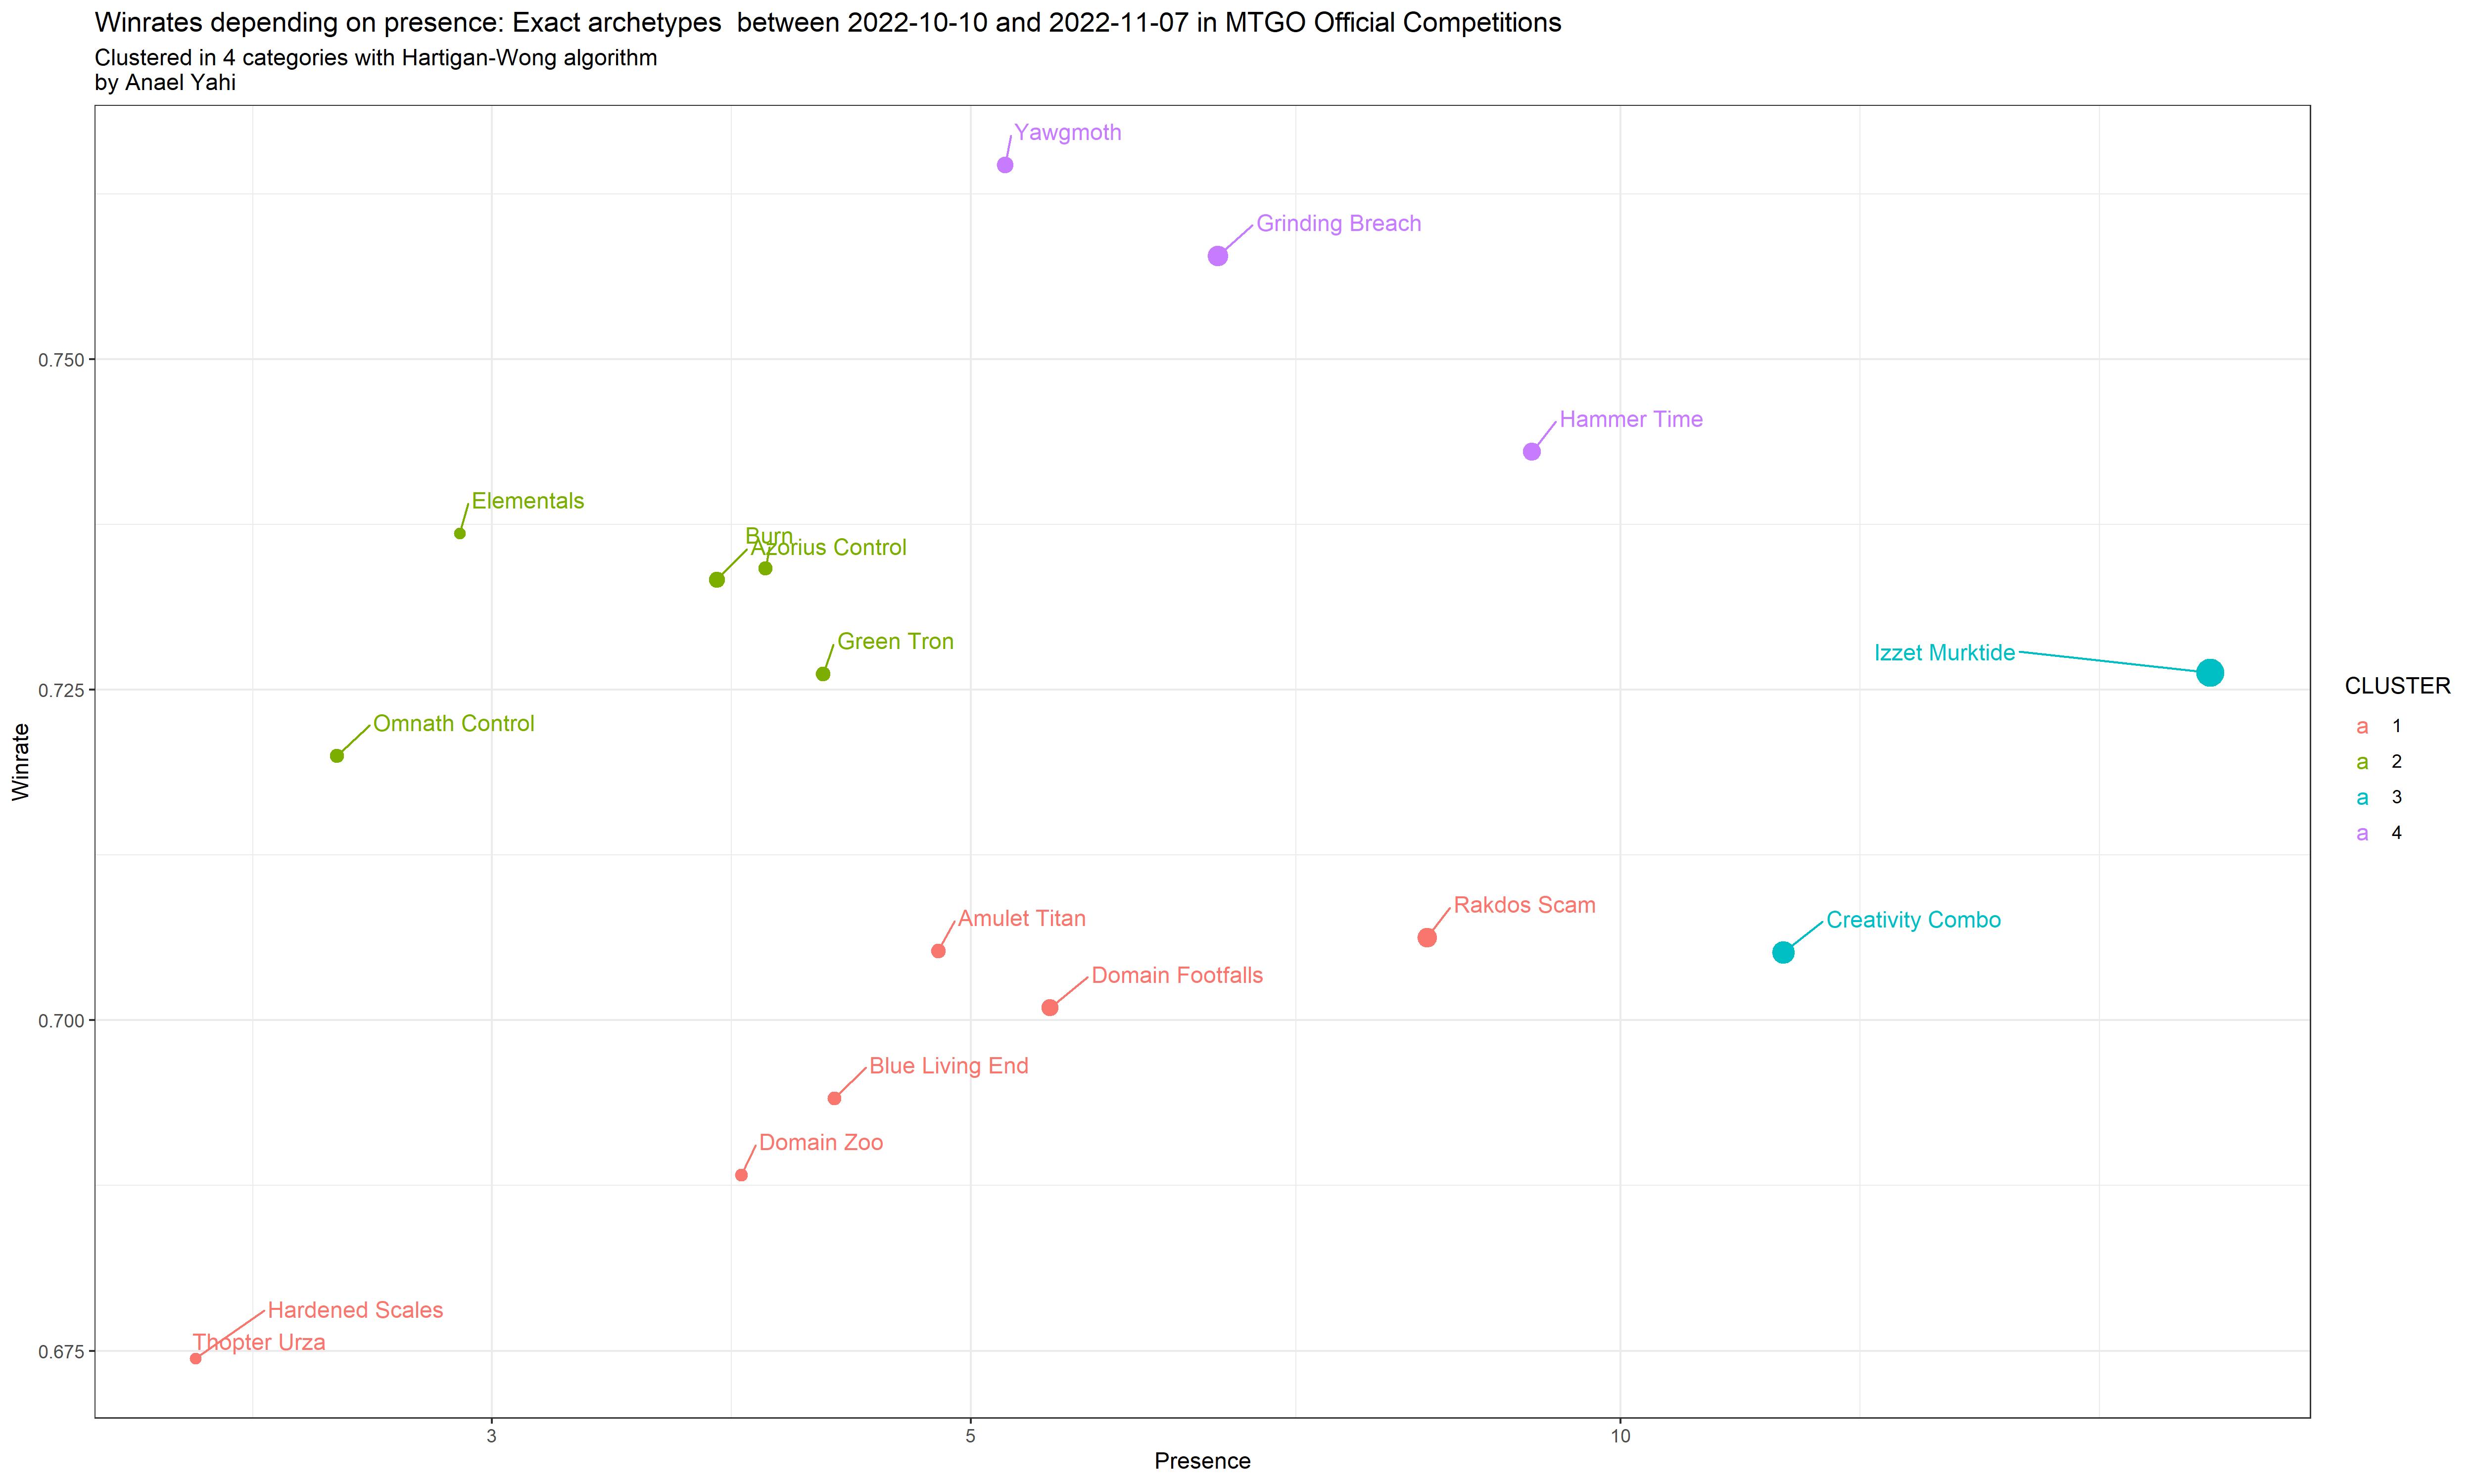 Winrates depending on presence: Exact archetypes  between 2022-10-10 and 2022-11-07 in MTGO Official Competitions
Clustered in 4 categories with Hartigan-Wong algorithm
by Anael Yahi
Yawgmoth
Grinding Breach
0.750
Hammer Time
Elementals
Burn
Azorius Control
Green Tron
Izzet Murktide
0.725
Omnath Control
Winrate
CLUSTER
a 1
a 2
a 3
a 4
Rakdos Scam
Amulet Titan
Creativity Combo
Domain Footfalls
0.700
Blue Living End
Domain Zoo
Hardened Scales
Thopter Urza
0.675
3
5
10
Presence